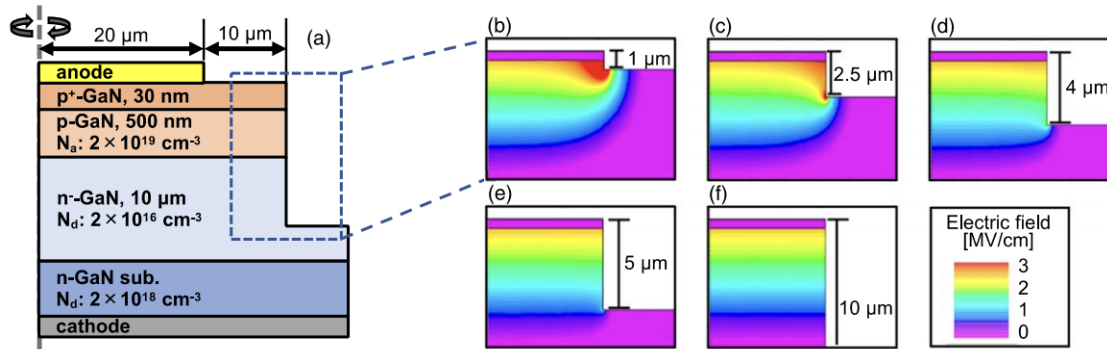 20 μm
10 μm
(a)
anode
p⁺-GaN, 30 nm
p-GaN, 500 nm
Nₐ: 2 × 10¹⁹ cm⁻³
n⁻-GaN, 10 μm
N_d: 2 × 10¹⁶ cm⁻³
n-GaN sub.
N_d: 2 × 10¹⁸ cm⁻³
cathode
(b)
1 μm
(c)
2.5 μm
(d)
4 μm
(e)
5 μm
(f)
10 μm
Electric field
[MV/cm]
3
2
1
0